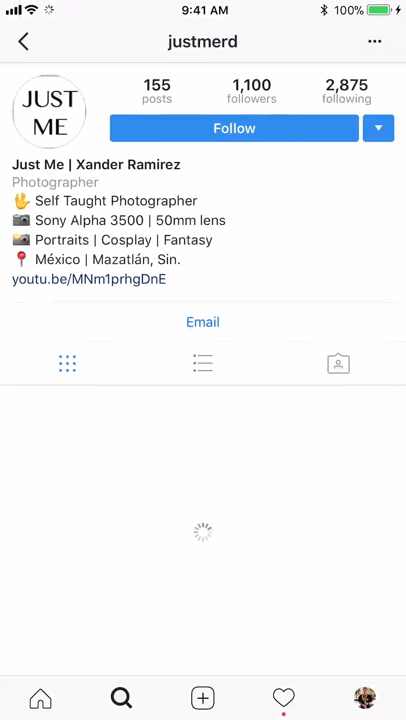 9:41 AM
100%
justmerd
JUST
ME
155
posts
1,100
followers
2,875
following
Follow
Just Me | Xander Ramirez
Photographer
🖖 Self Taught Photographer
📷 Sony Alpha 3500 | 50mm lens
📸 Portraits | Cosplay | Fantasy
📍 México | Mazatlán, Sin.
youtu.be/MNm1prhgDnE
Email